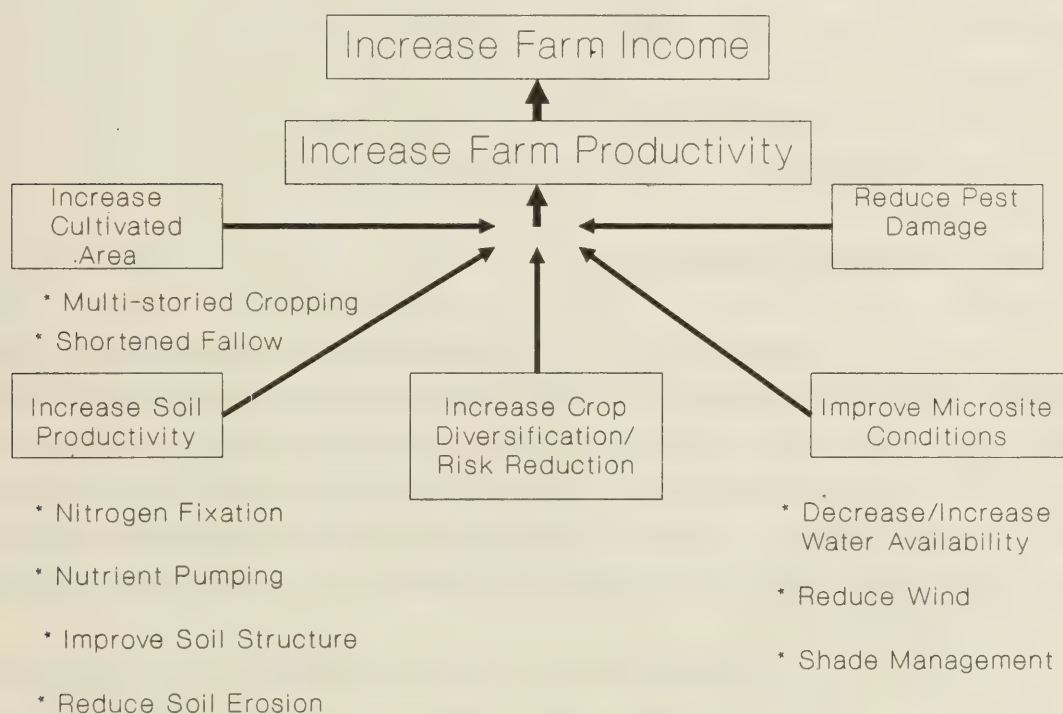 Increase Farm Income
Increase Farm Productivity
Increase
Cultivated
Area
* Multi-storied Cropping
* Shortened Fallow
Reduce Pest
Damage
Increase Soil
Productivity
* Nitrogen Fixation
* Nutrient Pumping
* Improve Soil Structure
* Reduce Soil Erosion
Increase Crop
Diversification/
Risk Reduction
Improve Microsite
Conditions
* Decrease/Increase
Water Availability
* Reduce Wind
* Shade Management